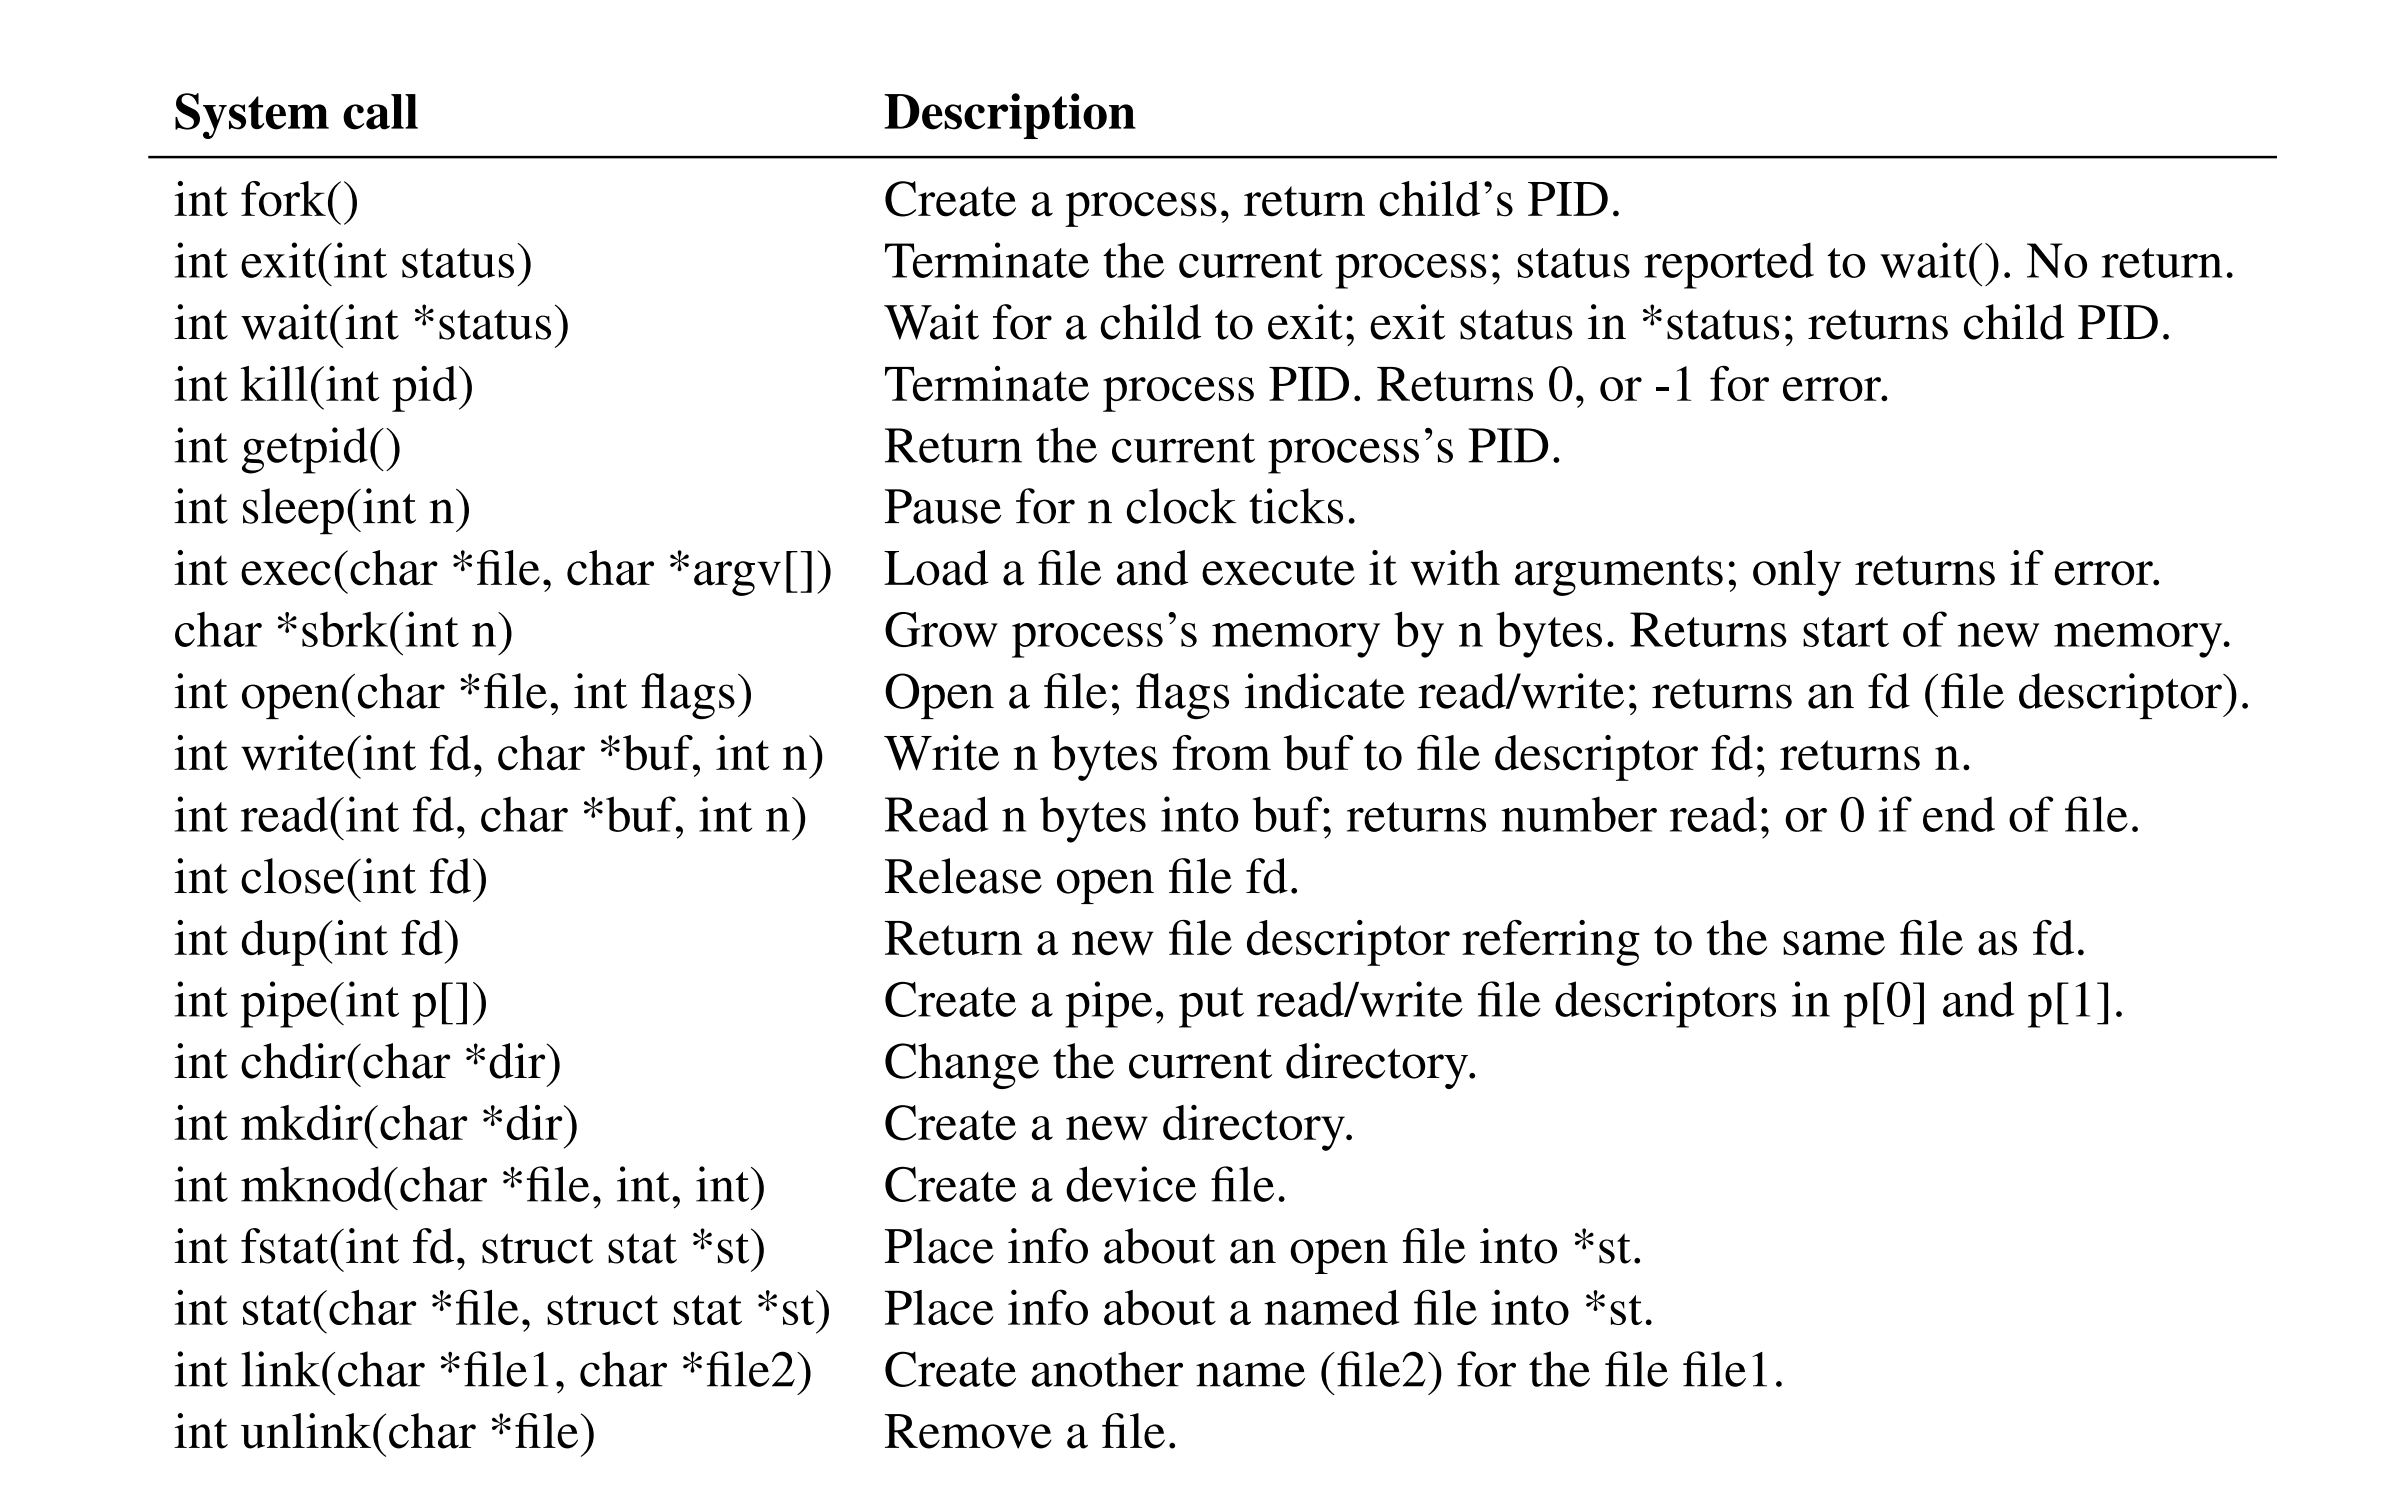 System call Description
int fork() Create a process, return child’s PID.
int exit(int status) Terminate the current process; status reported to wait(). No return.
int wait(int *status) Wait for a child to exit; exit status in *status; returns child PID.
int kill(int pid) Terminate process PID. Returns 0, or -1 for error.
int getpid() Return the current process’s PID.
int sleep(int n) Pause for n clock ticks.
int exec(char *file, char *argv[]) Load a file and execute it with arguments; only returns if error.
char *sbrk(int n) Grow process’s memory by n bytes. Returns start of new memory.
int open(char *file, int flags) Open a file; flags indicate read/write; returns an fd (file descriptor).
int write(int fd, char *buf, int n) Write n bytes from buf to file descriptor fd; returns n.
int read(int fd, char *buf, int n) Read n bytes into buf; returns number read; or 0 if end of file.
int close(int fd) Release open file fd.
int dup(int fd) Return a new file descriptor referring to the same file as fd.
int pipe(int p[]) Create a pipe, put read/write file descriptors in p[0] and p[1].
int chdir(char *dir) Change the current directory.
int mkdir(char *dir) Create a new directory.
int mknod(char *file, int, int) Create a device file.
int fstat(int fd, struct stat *st) Place info about an open file into *st.
int stat(char *file, struct stat *st) Place info about a named file into *st.
int link(char *file1, char *file2) Create another name (file2) for the file file1.
int unlink(char *file) Remove a file.